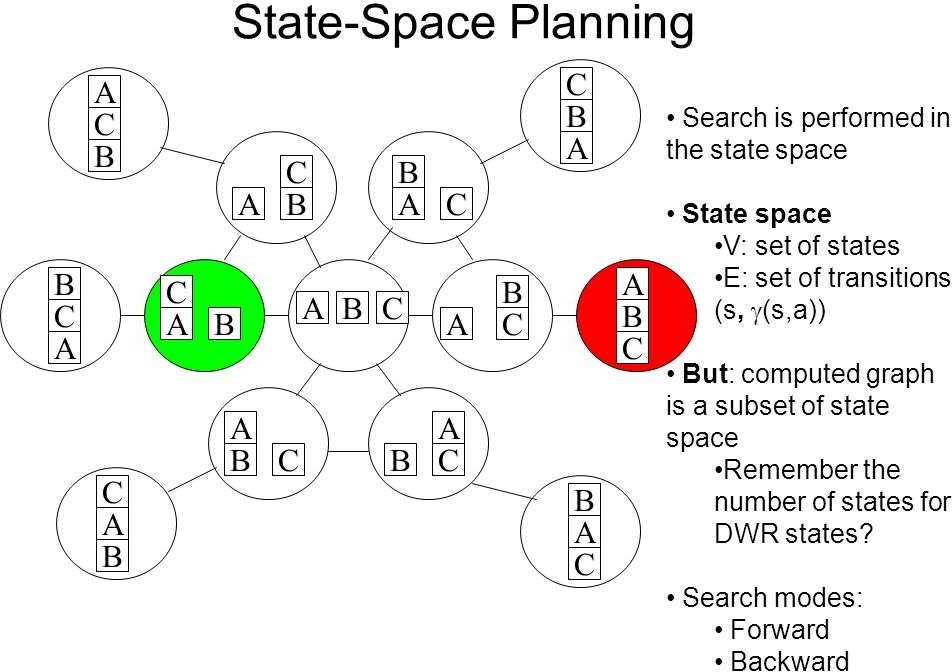 State-Space Planning
A
C
B
C
B
A
C
A B
B
A C
B
C
A
C
A B
A B C
B
A C
A
B
C
A
B C
A
B C
C
A
B
B
A
C
• Search is performed in
the state space
• State space
•V: set of states
•E: set of transitions
(s, γ(s,a))
• But: computed graph
is a subset of state
space
•Remember the
number of states for
DWR states?
• Search modes:
• Forward
• Backward